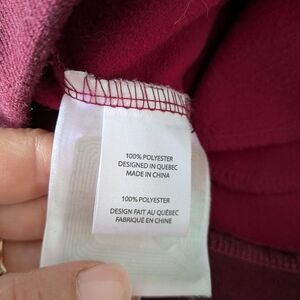 100% POLYESTER
DESIGNED IN QUEBEC
MADE IN CHINA
100% POLYESTER
DESIGN FAIT AU QUÉBEC
FABRIQUÉ EN CHINE